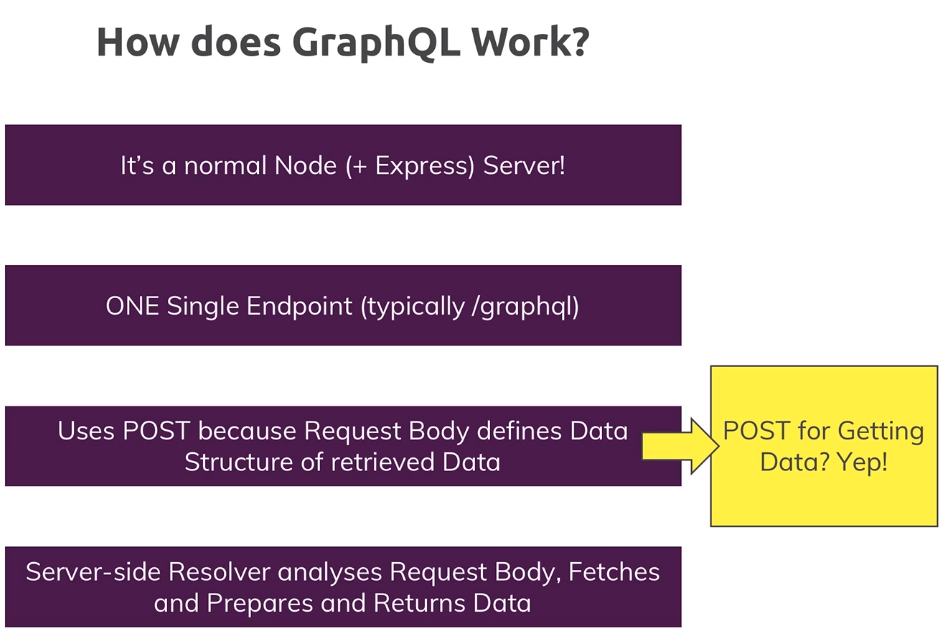 How does GraphQL Work?
It's a normal Node (+ Express) Server!
ONE Single Endpoint (typically /graphql)
Uses POST because Request Body defines Data
Structure of retrieved Data
POST for Getting
Data? Yep!
Server-side Resolver analyses Request Body, Fetches
and Prepares and Returns Data